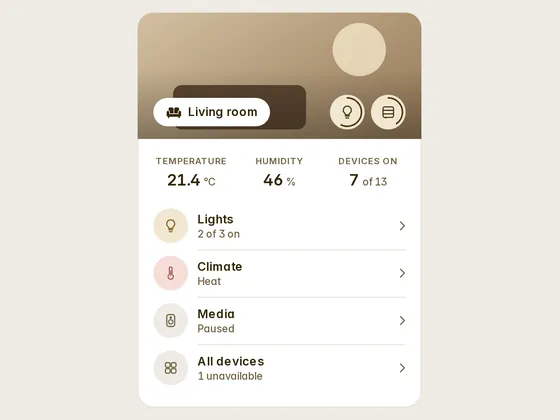 Living room
TEMPERATURE HUMIDITY DEVICES ON
21.4 °C 46 % 7 of 13
Lights
2 of 3 on
Climate
Heat
Media
Paused
All devices
1 unavailable